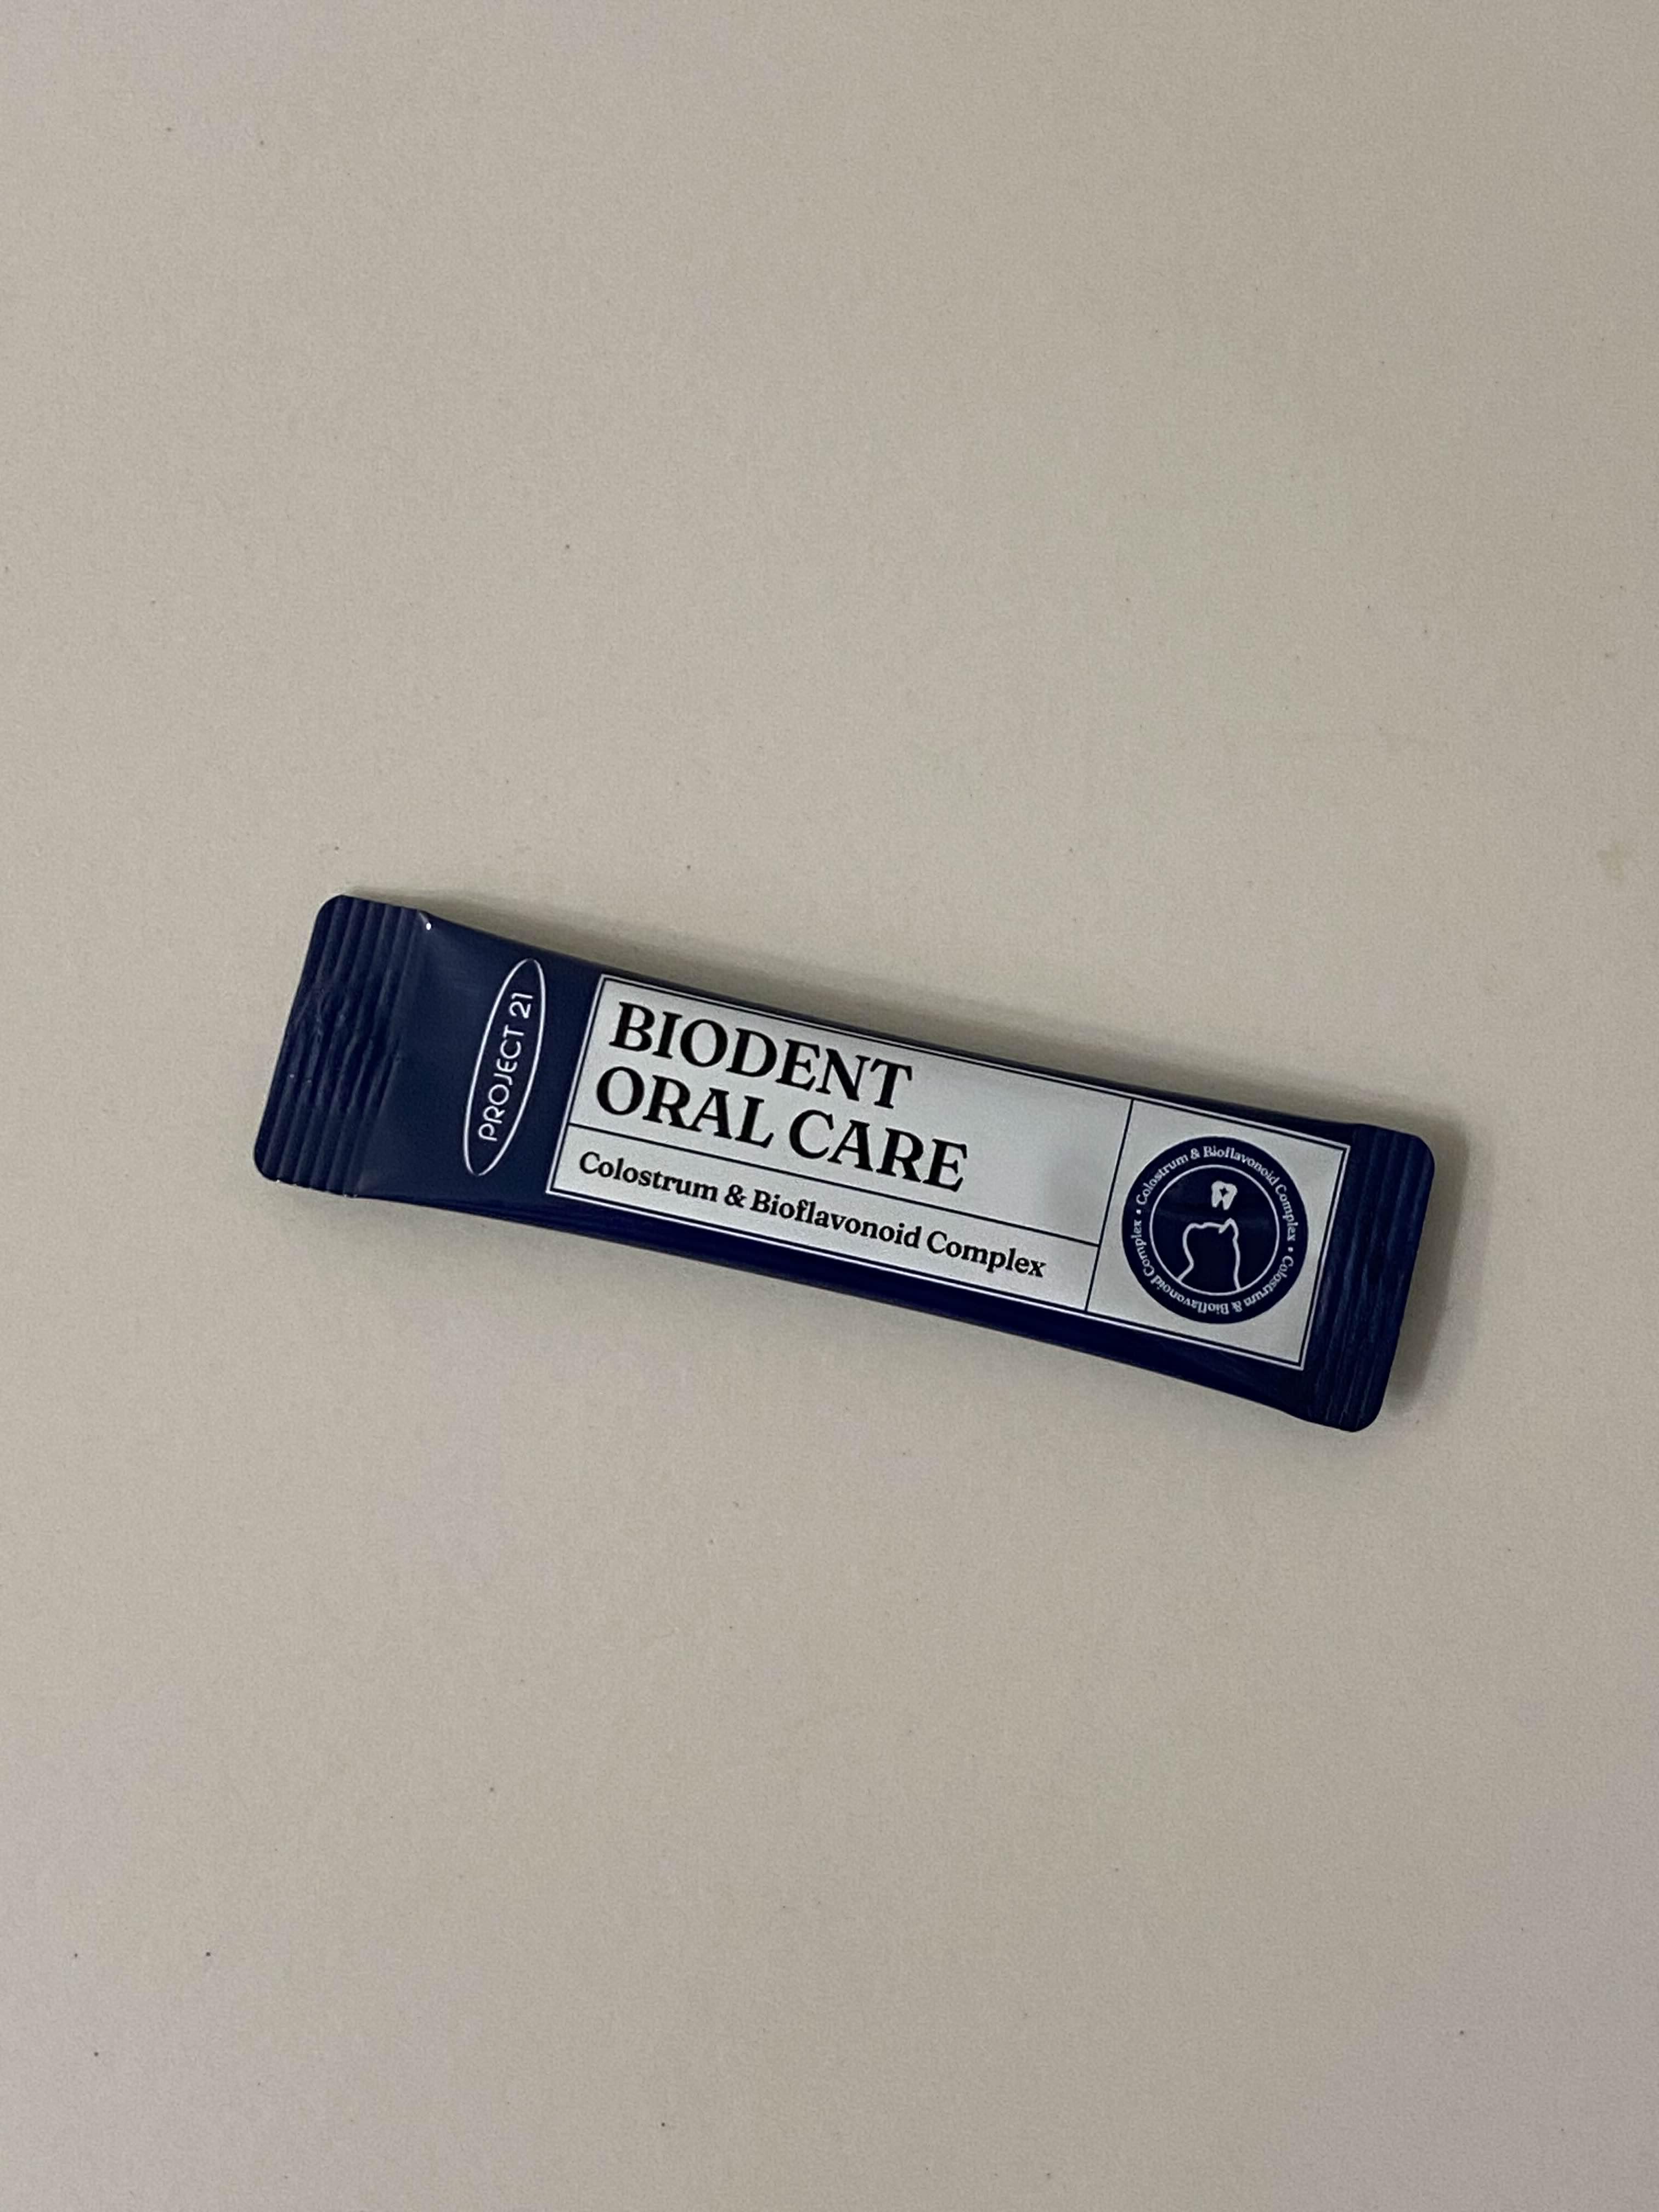 PROJECT 21
BIODENT
ORAL CARE
Colostrum & Bioflavonoid Complex
Colostrum & Bioflavonoid Complex • Colostrum & Bioflavonoid Complex •